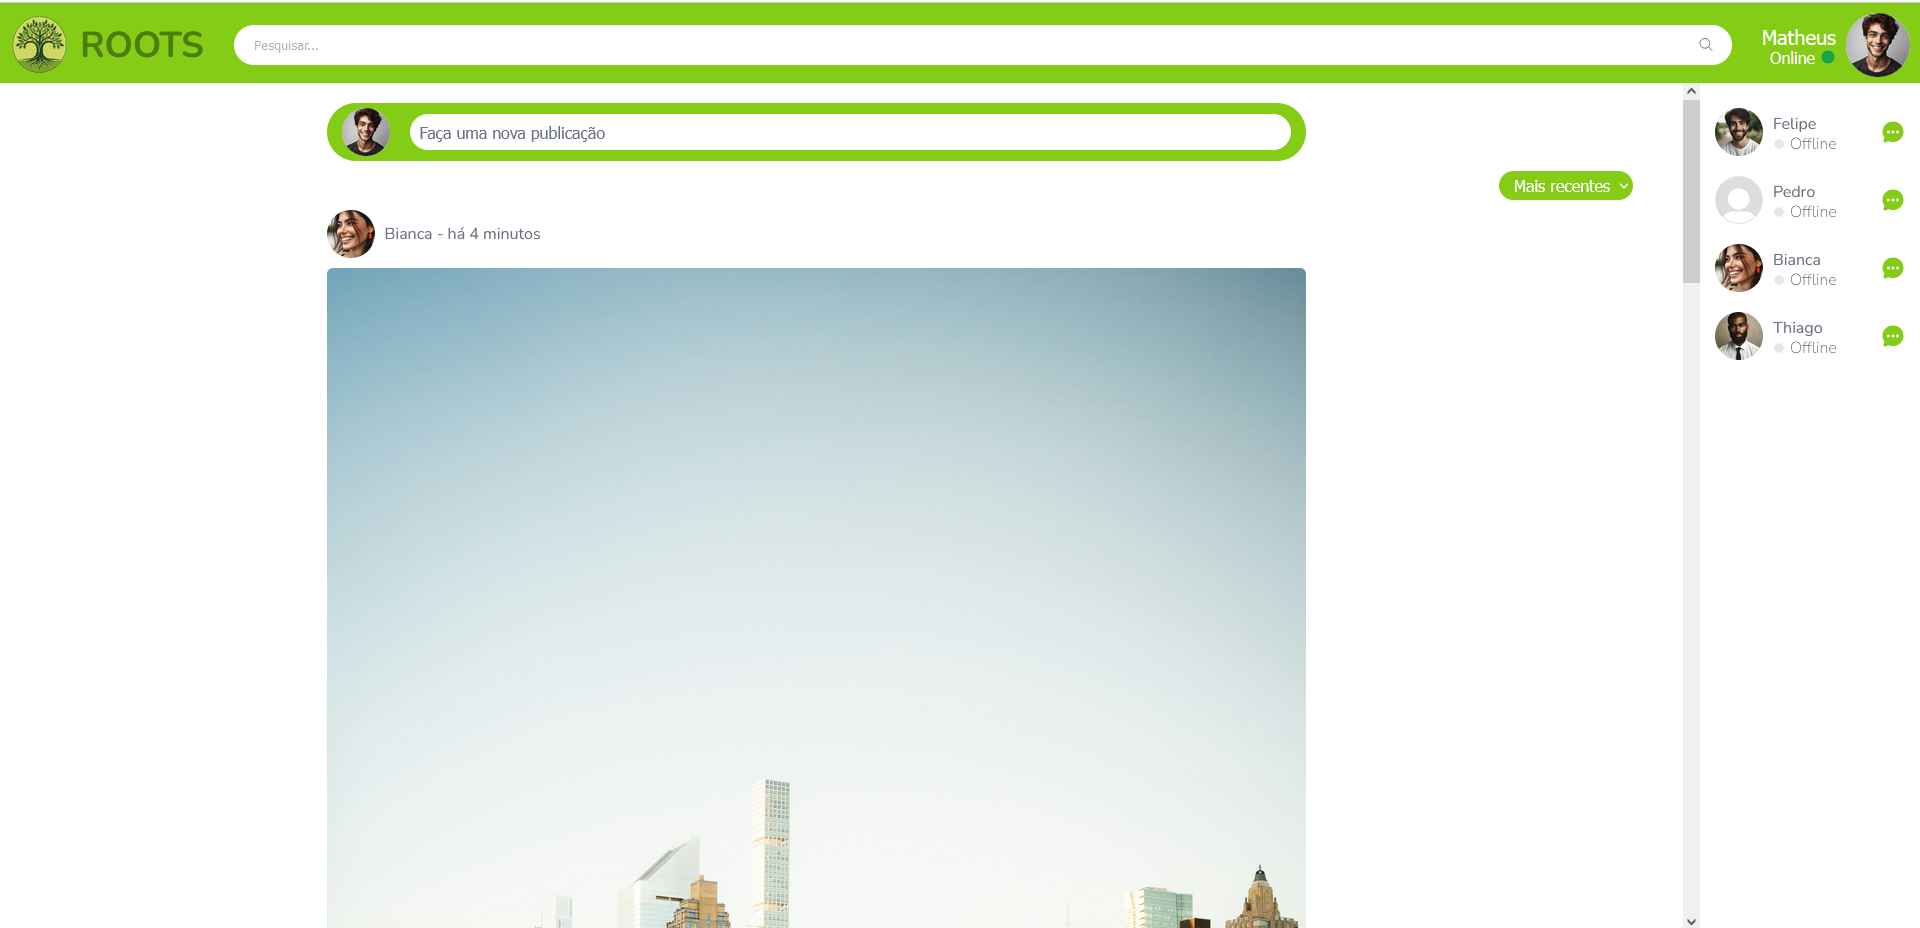 ROOTS
Pesquisar...
Matheus
Online
Faça uma nova publicação
Mais recentes
Bianca - há 4 minutos
Felipe
Offline
Pedro
Offline
Bianca
Offline
Thiago
Offline